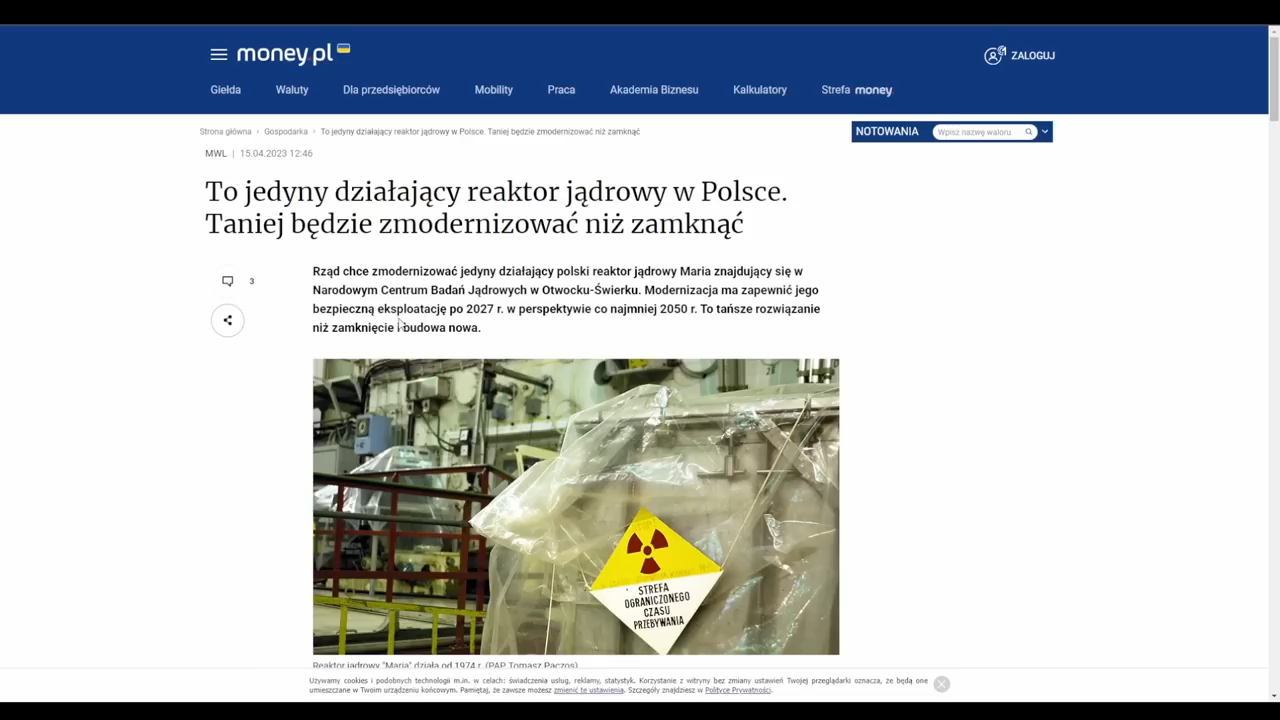 money.pl
ZALOGUJ
Giełda Waluty Dla przedsiębiorców Mobility Praca Akademia Biznesu Kalkulatory Strefa money
Strona główna › Gospodarka › To jedyny działający reaktor jądrowy w Polsce. Taniej będzie zmodernizować niż zamknąć
NOTOWANIA Wpisz nazwę waloru
MWL | 15.04.2023 12:46
To jedyny działający reaktor jądrowy w Polsce.
Taniej będzie zmodernizować niż zamknąć
3
Rząd chce zmodernizować jedyny działający polski reaktor jądrowy Maria znajdujący się w
Narodowym Centrum Badań Jądrowych w Otwocku-Świerku. Modernizacja ma zapewnić jego
bezpieczną eksploatację po 2027 r. w perspektywie co najmniej 2050 r. To tańsze rozwiązanie
niż zamknięcie i budowa nowa.
STREFA
OGRANICZONEGO
CZASU
PRZEBYWANIA
Reaktor jądrowy "Maria" działa od 1974 r. (PAP, Tomasz Paczos)
Używamy cookies i podobnych technologii m.in. w celach: świadczenia usług, reklamy, statystyk. Korzystanie z witryny bez zmiany ustawień Twojej przeglądarki oznacza, że będą one
umieszczane w Twoim urządzeniu końcowym. Pamiętaj, że zawsze możesz zmienić te ustawienia. Szczegóły znajdziesz w Polityce Prywatności.